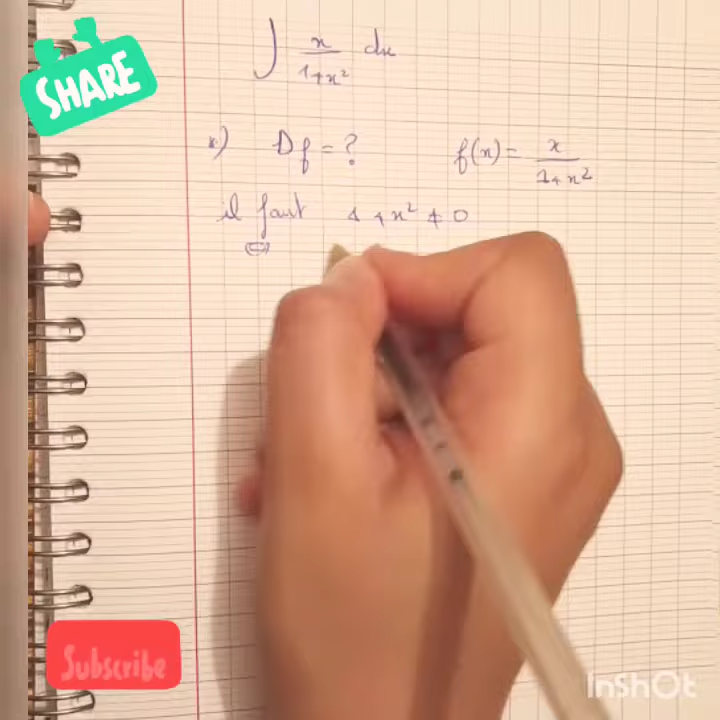 SHARE
∫ x/(1+x²) dx
*) Df = ? f(x) = x/(1+x²)
il faut 1+x² ≠ 0
⇔
Subscribe
InShOt